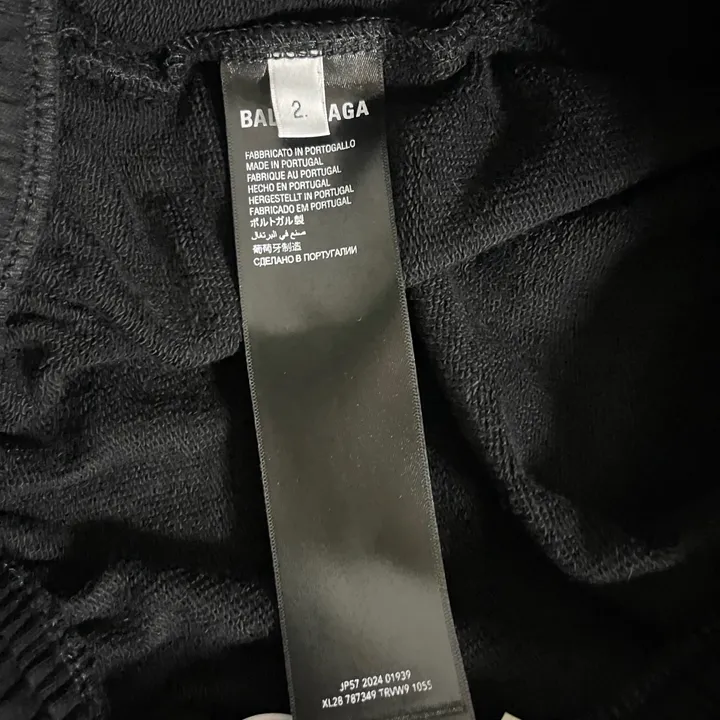 2.
BAL AGA
FABBRICATO IN PORTOGALLO
MADE IN PORTUGAL
FABRIQUE AU PORTUGAL
HECHO EN PORTUGAL
HERGESTELLT IN PORTUGAL
FABRICADO EM PORTUGAL
ポルトガル製
صنع في البرتغال
葡萄牙制造
СДЕЛАНО В ПОРТУГАЛИИ
JP57 2024 01939
XL28 787349 TRVW9 1055